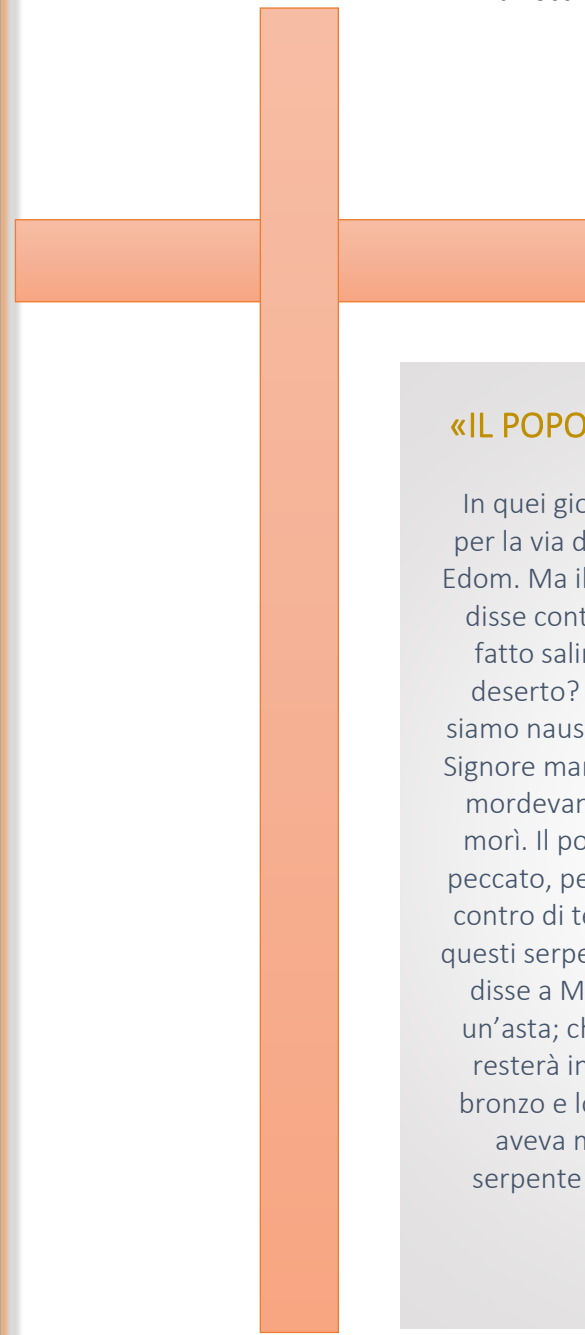 «IL POPO
In quei gio
per la via d
Edom. Ma il
disse cont
fatto salir
deserto?
siamo naus
Signore man
mordevan
morì. Il po
peccato, pe
contro di te
questi serpe
disse a M
un’asta; ch
resterà in
bronzo e lo
aveva m
serpente